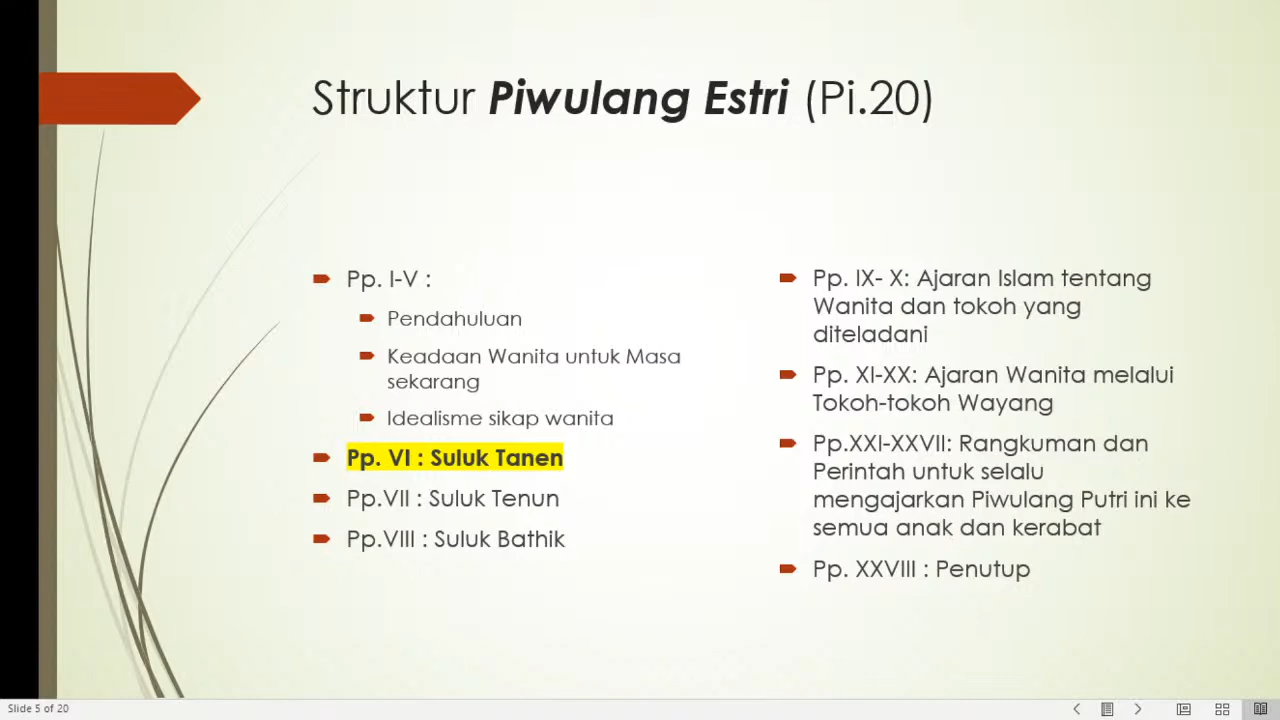 Struktur Piwulang Estri (Pi.20)
Pp. I-V :
Pendahuluan
Keadaan Wanita untuk Masa
sekarang
Idealisme sikap wanita
Pp. VI : Suluk Tanen
Pp.VII : Suluk Tenun
Pp.VIII : Suluk Bathik
Pp. IX- X: Ajaran Islam tentang
Wanita dan tokoh yang
diteladani
Pp. XI-XX: Ajaran Wanita melalui
Tokoh-tokoh Wayang
Pp.XXI-XXVII: Rangkuman dan
Perintah untuk selalu
mengajarkan Piwulang Putri ini ke
semua anak dan kerabat
Pp. XXVIII : Penutup
Slide 5 of 20